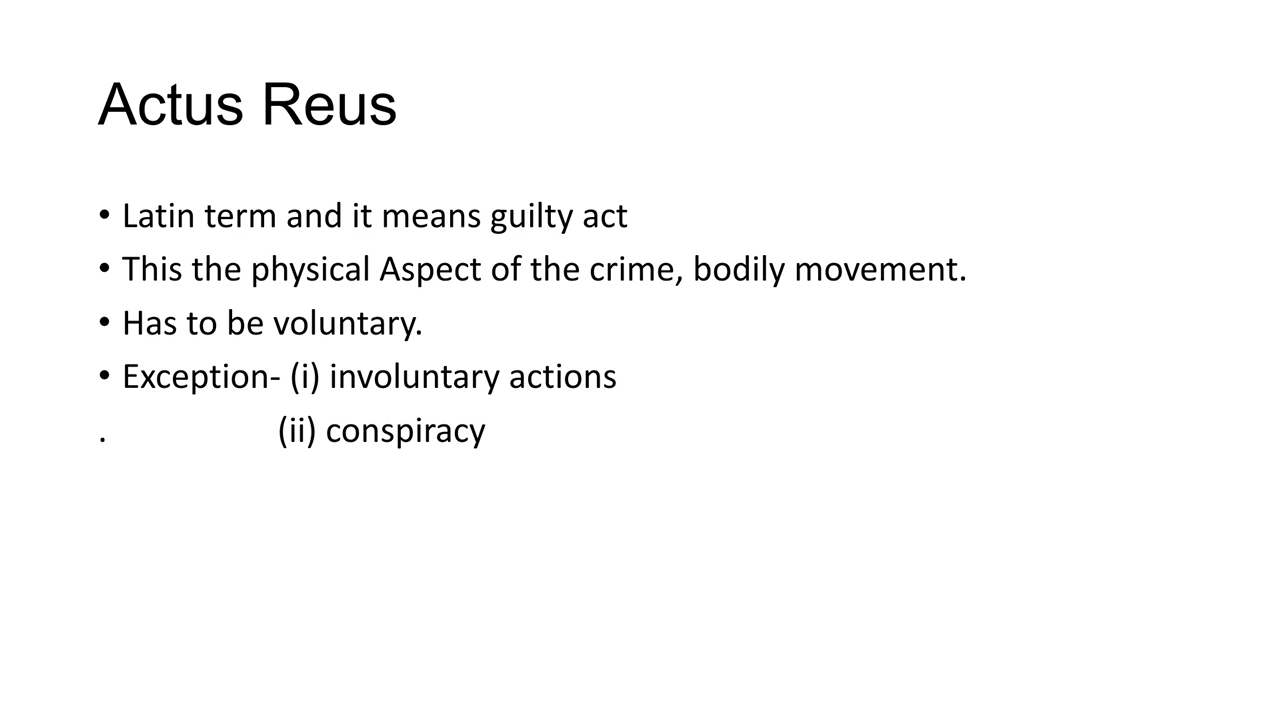 Actus Reus
• Latin term and it means guilty act
• This the physical Aspect of the crime, bodily movement.
• Has to be voluntary.
• Exception- (i) involuntary actions
. (ii) conspiracy